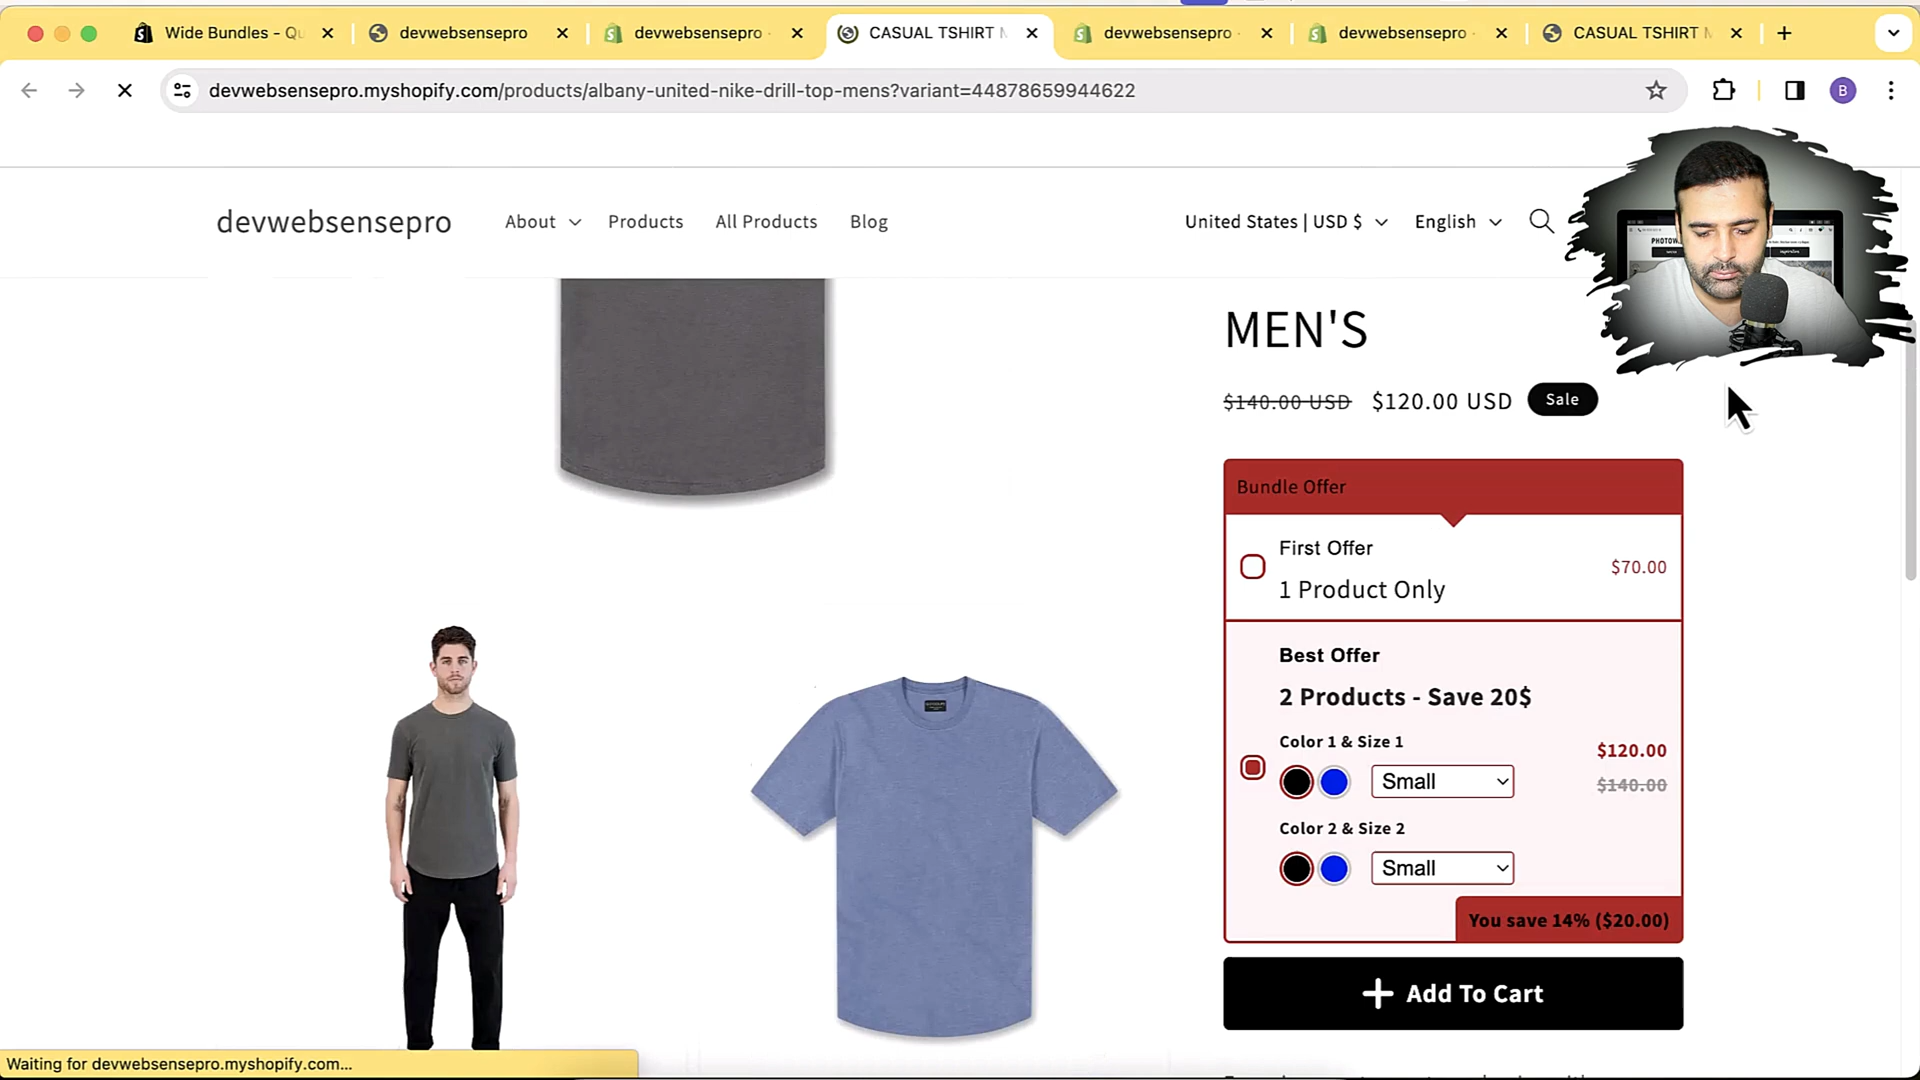 Wide Bundles - Qu
devwebsensepro
devwebsensepro ·
CASUAL TSHIRT M
devwebsensepro ·
devwebsensepro ·
CASUAL TSHIRT M
devwebsensepro.myshopify.com/products/albany-united-nike-drill-top-mens?variant=44878659944622
B
devwebsensepro
About
Products
All Products
Blog
United States | USD $
English
MEN'S
$140.00 USD $120.00 USD Sale
Bundle Offer
First Offer
1 Product Only
$70.00
Best Offer
2 Products - Save 20$
Color 1 & Size 1
Small
$120.00
$140.00
Color 2 & Size 2
Small
You save 14% ($20.00)
Add To Cart
Waiting for devwebsensepro.myshopify.com...